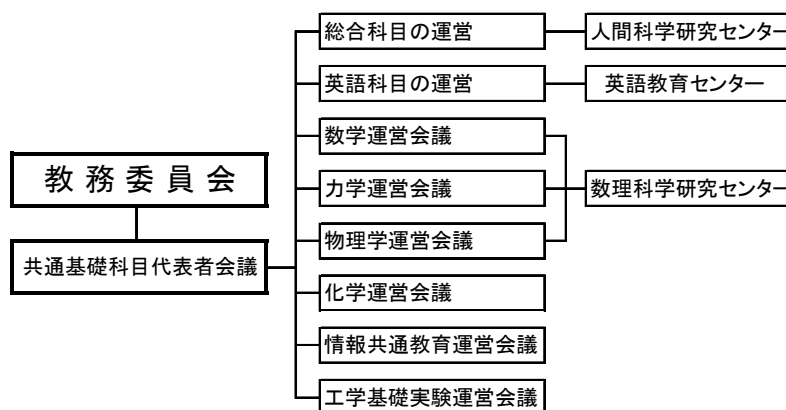 総合科目の運営
人間科学研究センター
英語科目の運営
英語教育センター
数学運営会議
教務委員会
力学運営会議
数理科学研究センター
物理学運営会議
共通基礎科目代表者会議
化学運営会議
情報共通教育運営会議
工学基礎実験運営会議